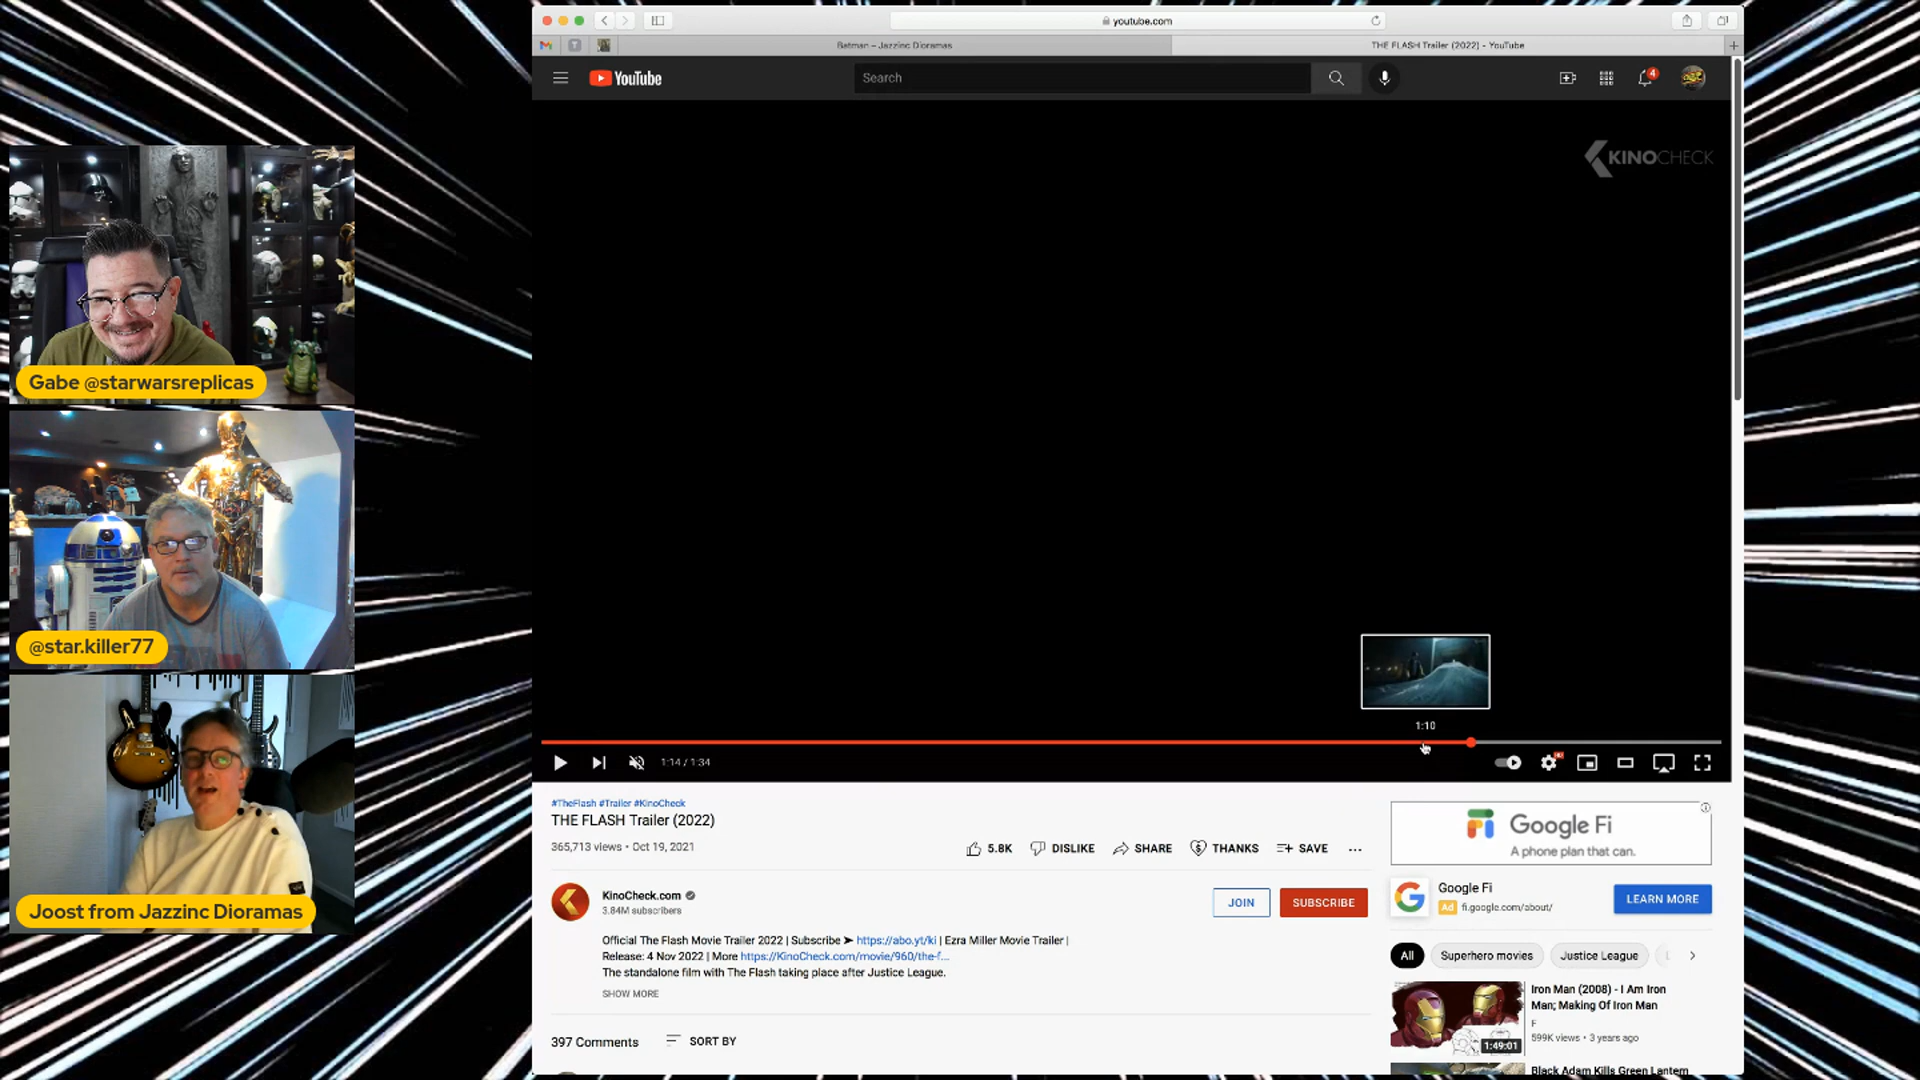 youtube.com
Batman – Jazzinc Dioramas
THE FLASH Trailer (2022) - YouTube
YouTube
Search
4
KINOCHECK
Gabe @starwarsreplicas
@star.killer77
Joost from Jazzinc Dioramas
1:10
1:14 / 1:34
#TheFlash #Trailer #KinoCheck
THE FLASH Trailer (2022)
365,713 views • Oct 19, 2021
5.8K
DISLIKE
SHARE
THANKS
SAVE
KinoCheck.com
3.84M subscribers
JOIN
SUBSCRIBE
Official The Flash Movie Trailer 2022 | Subscribe ➤ https://abo.yt/ki | Ezra Miller Movie Trailer |
Release: 4 Nov 2022 | More https://KinoCheck.com/movie/960/the-f...
The standalone film with The Flash taking place after Justice League.
SHOW MORE
397 Comments
SORT BY
Google Fi
A phone plan that can.
Google Fi
Ad fi.google.com/about/
LEARN MORE
All
Superhero movies
Justice League
Iron Man (2008) - I Am Iron
Man; Making Of Iron Man
F
599K views • 3 years ago
1:49:01
Black Adam Kills Green Lantern